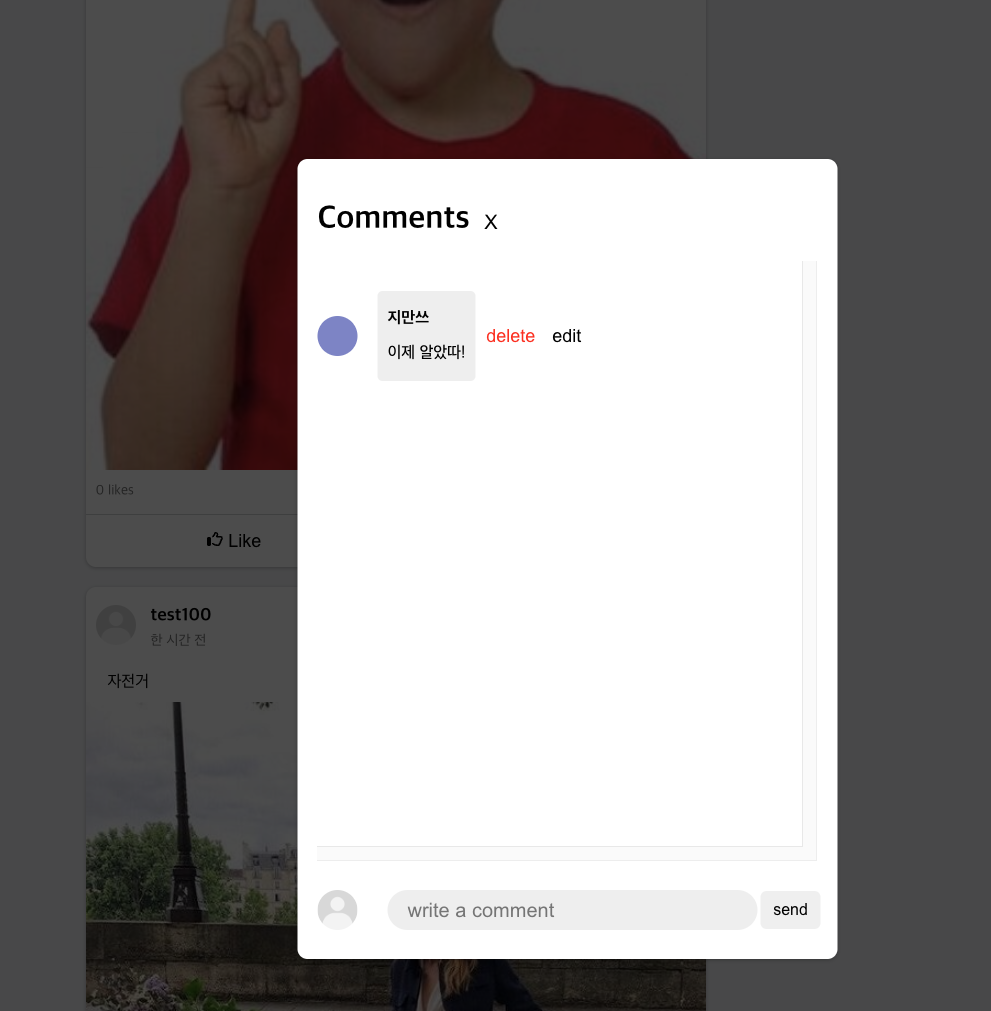 Comments X
지만쓰
이제 알았따!
delete edit
0 likes
Like
test100
한 시간 전
자전거
write a comment
send